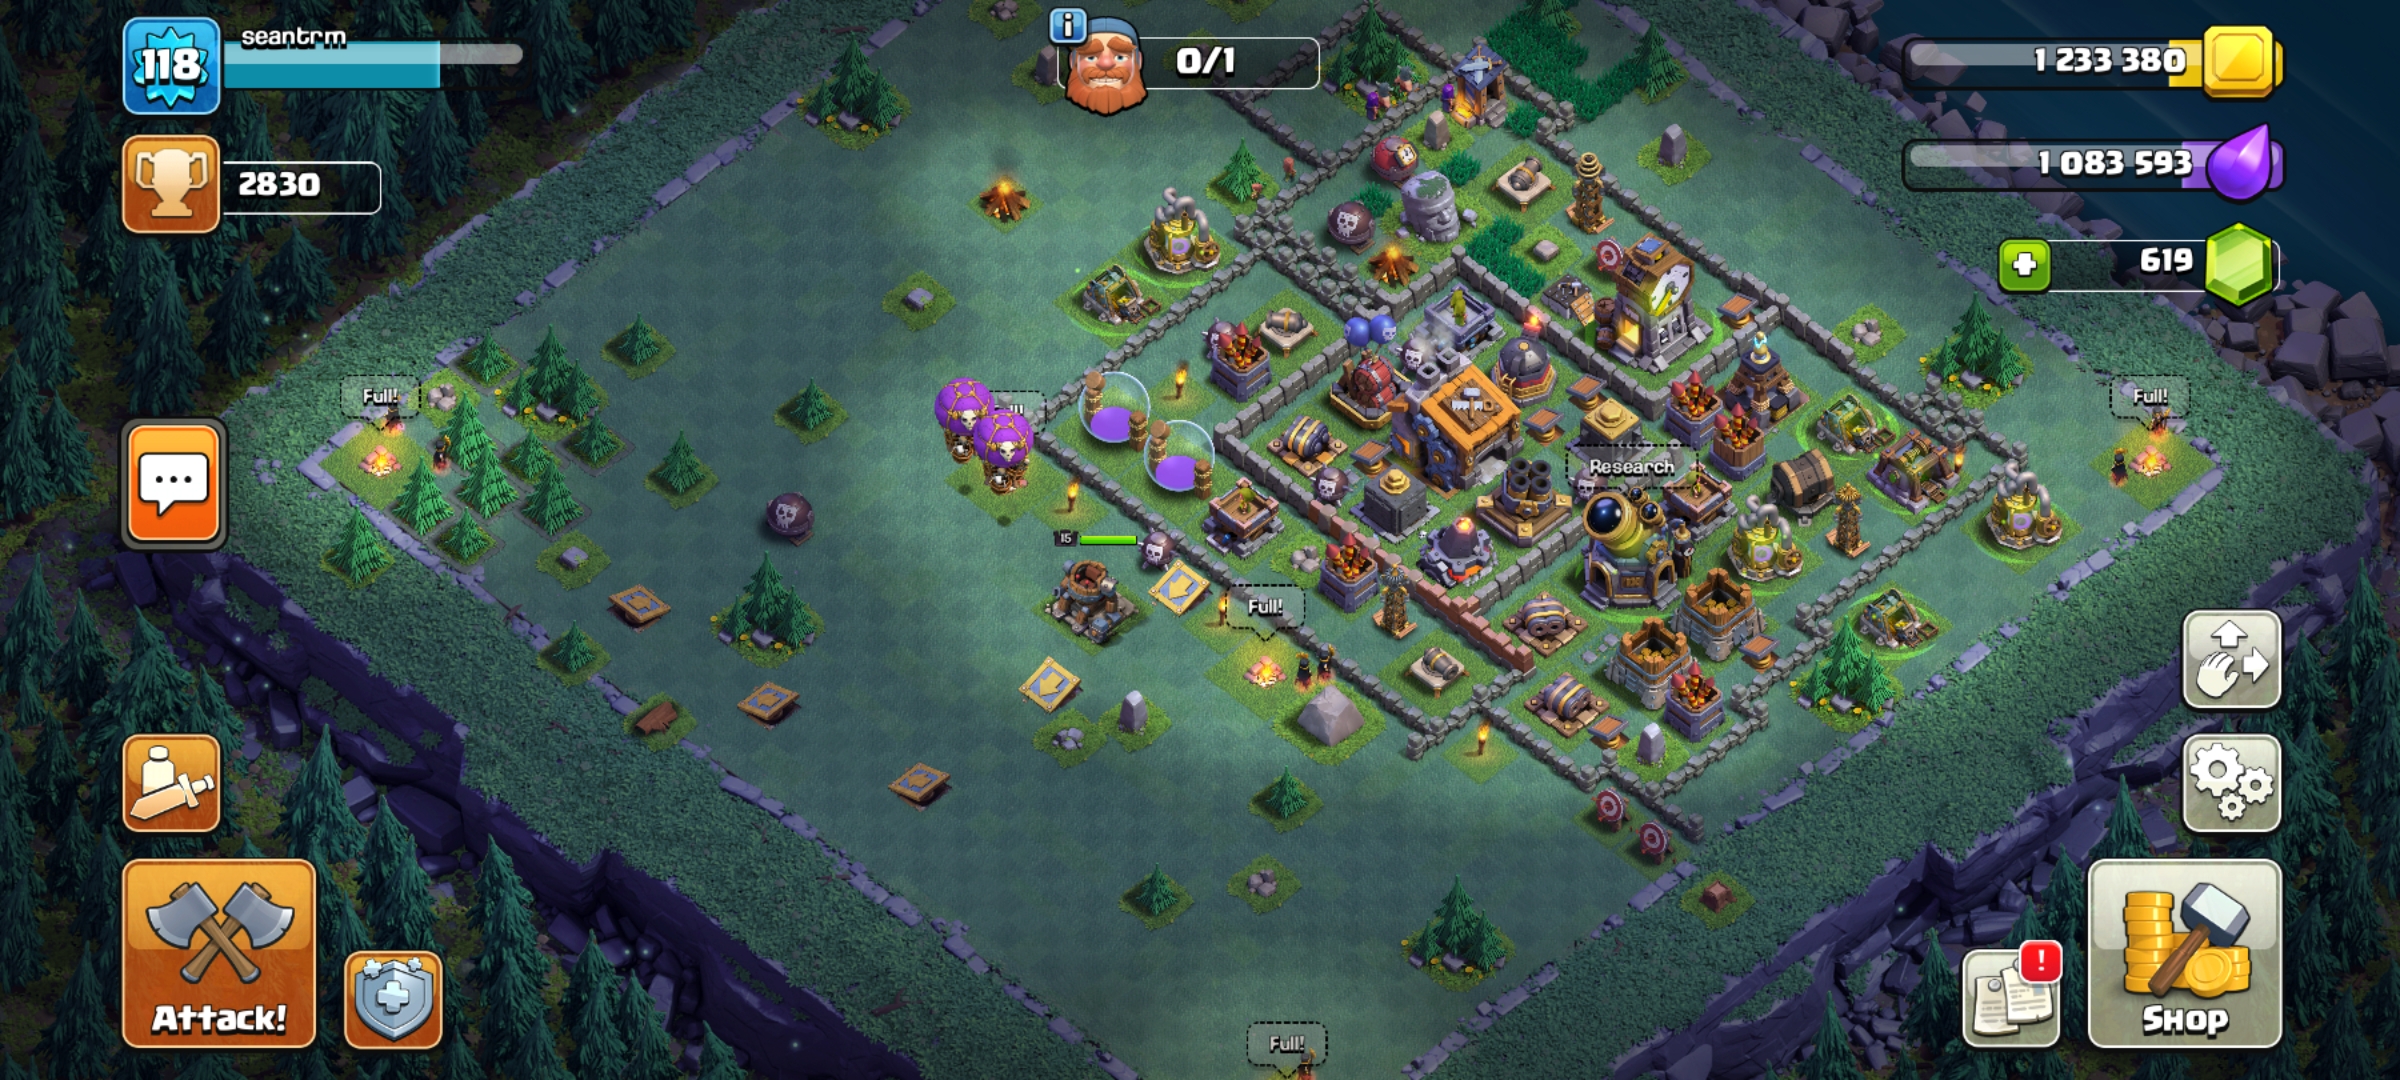 118
seantrm
0/1
1 233 380
2830
1 083 593
619
Full!
Full!
Research
15
Full!
Attack!
Full!
!
Shop